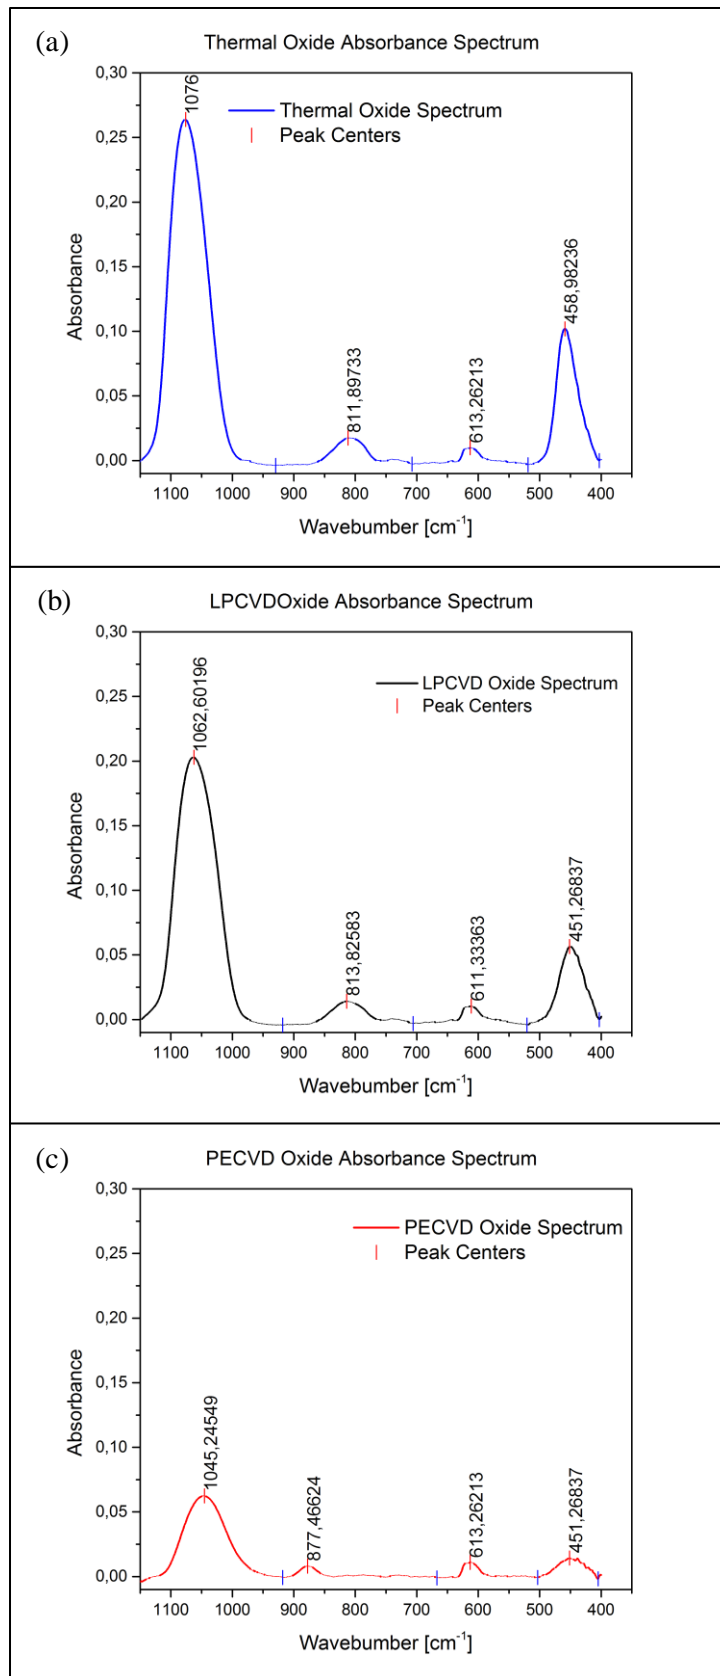 (a)
Thermal Oxide Absorbance Spectrum
0,30
0,25
0,20
0,15
0,10
0,05
0,00
Absorbance
1076
811,89733
613,26213
458,98236
Thermal Oxide Spectrum
Peak Centers
1100 1000 900 800 700 600 500 400
Wavebumber [cm⁻¹]
(b)
LPCVDOxide Absorbance Spectrum
0,30
0,25
0,20
0,15
0,10
0,05
0,00
Absorbance
1062,60196
813,82583
611,33363
451,26837
LPCVD Oxide Spectrum
Peak Centers
1100 1000 900 800 700 600 500 400
Wavebumber [cm⁻¹]
(c)
PECVD Oxide Absorbance Spectrum
0,30
0,25
0,20
0,15
0,10
0,05
0,00
Absorbance
1045,24549
877,46624
613,26213
451,26837
PECVD Oxide Spectrum
Peak Centers
1100 1000 900 800 700 600 500 400
Wavebumber [cm⁻¹]